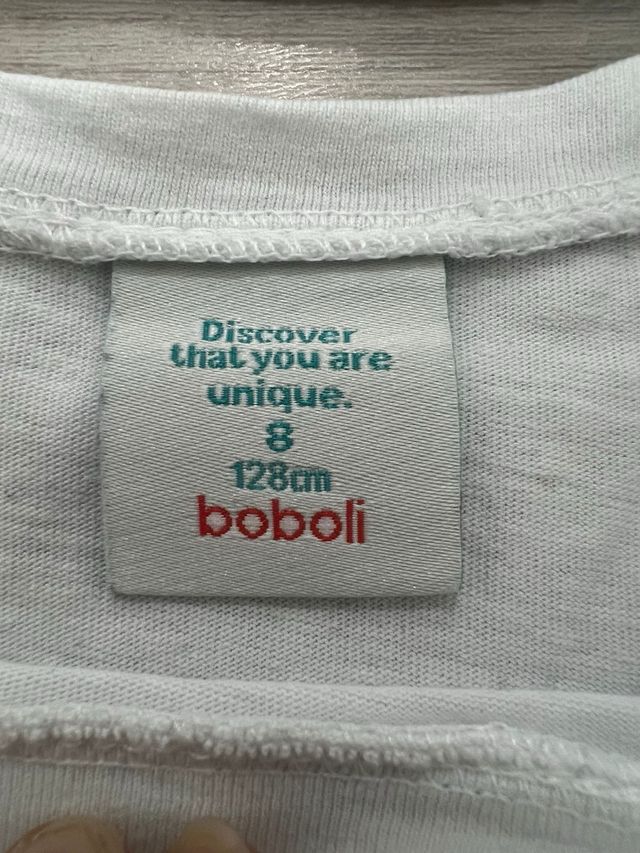 Discover
that you are
unique.
8
128cm
boboli